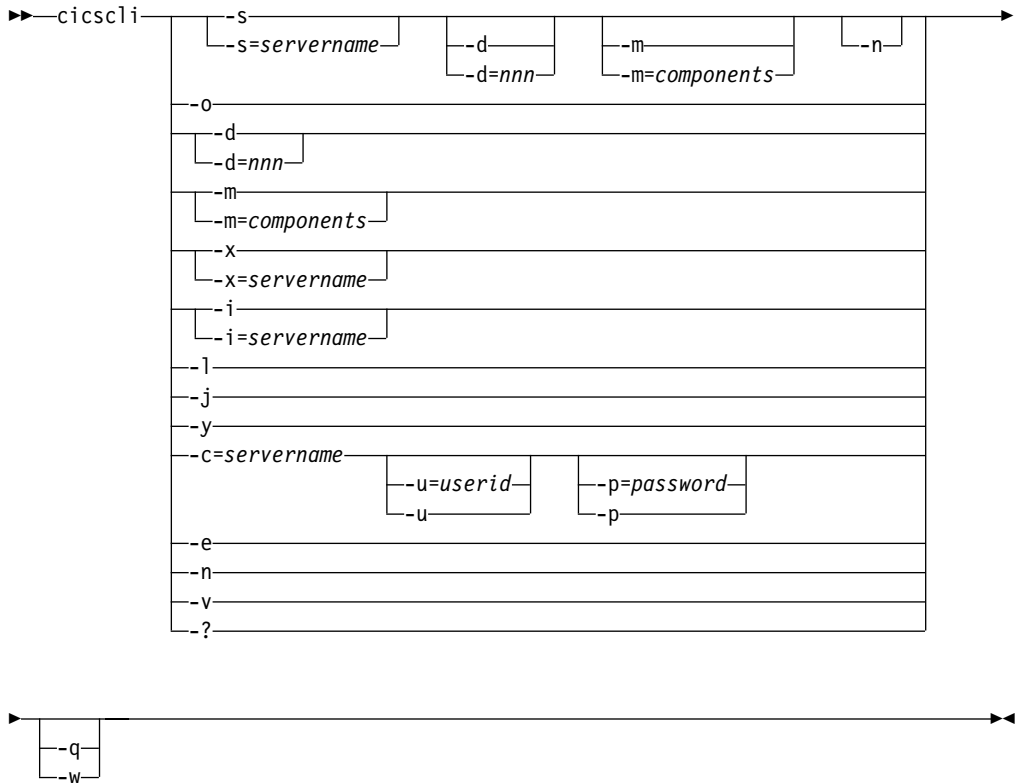 cicscli -s
-s=servername -d -m -n
-d=nnn -m=components
-o
-d
-d=nnn
-m
-m=components
-x
-x=servername
-i
-i=servername
-l
-j
-y
-c=servername
-u=userid -p=password
-u -p
-e
-n
-v
-?
-q
-w